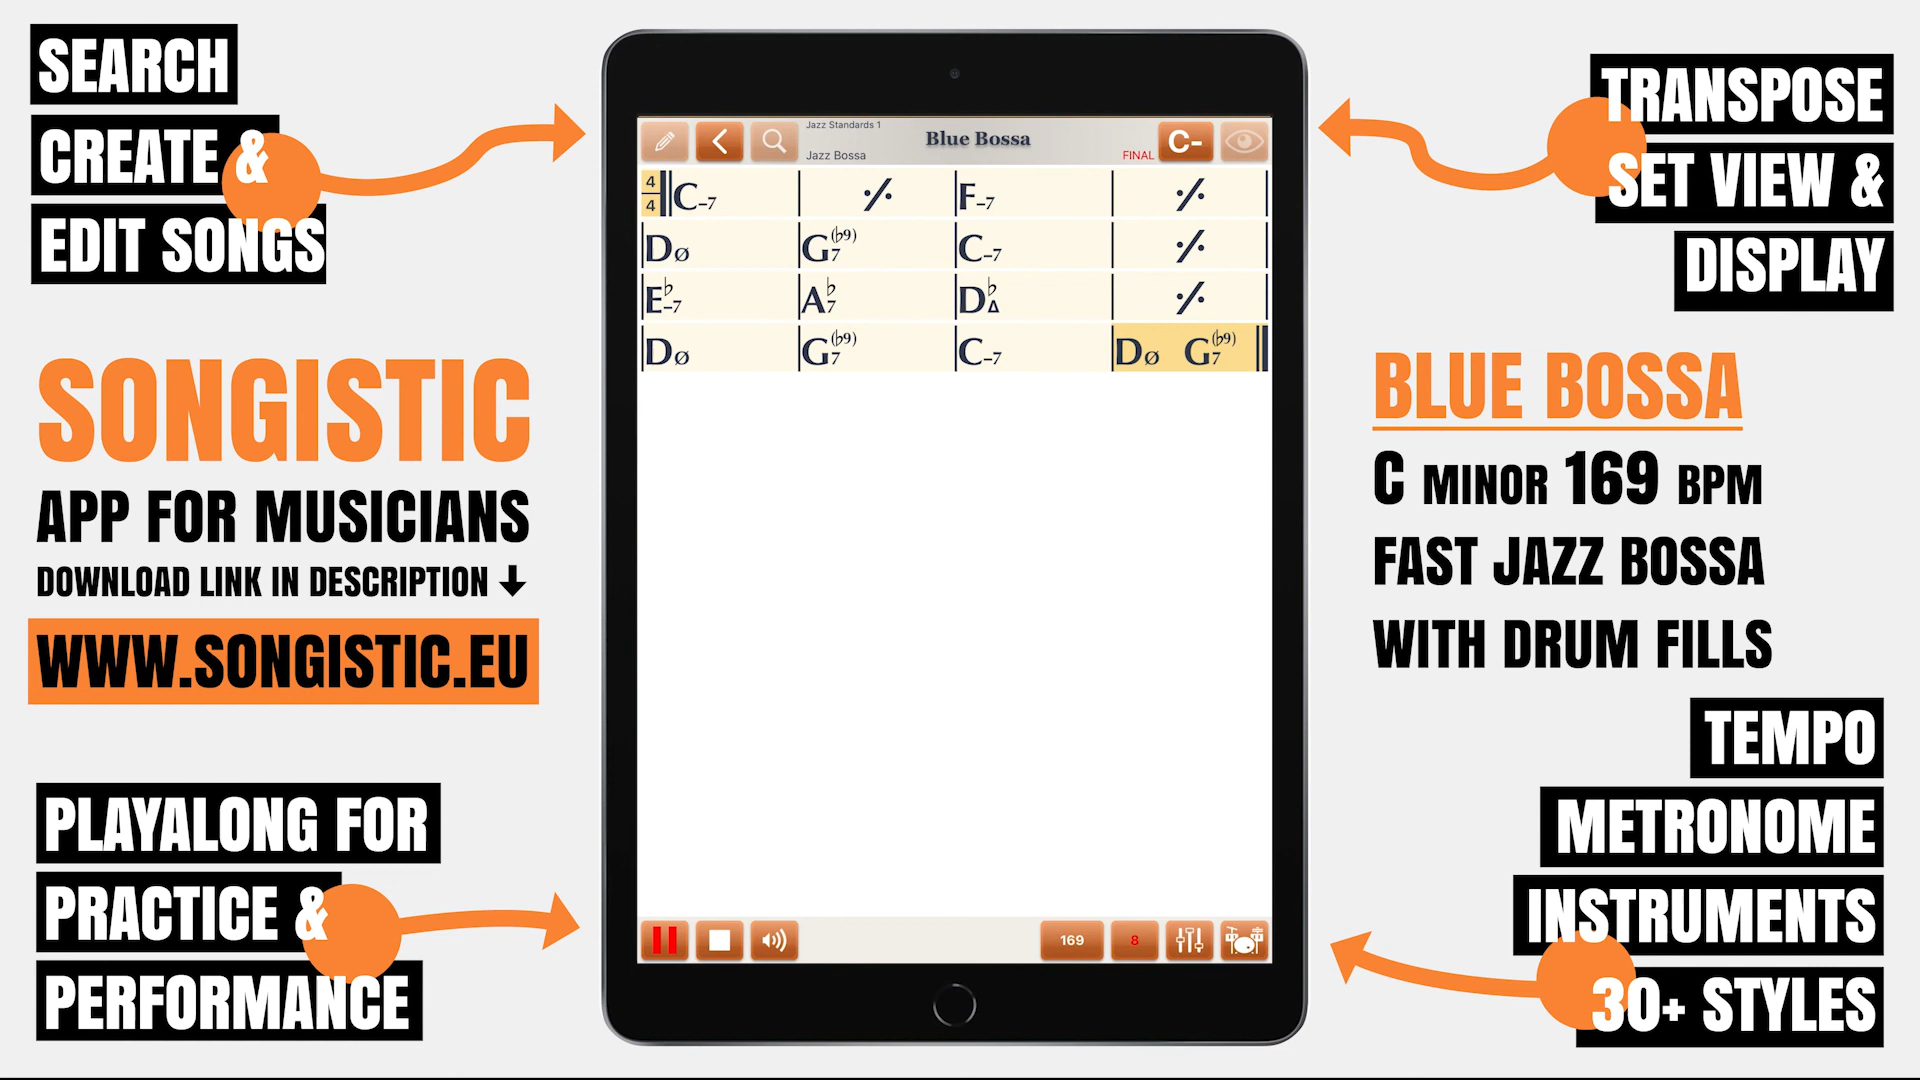 SEARCH
CREATE &
EDIT SONGS
SONGISTIC
APP FOR MUSICIANS
DOWNLOAD LINK IN DESCRIPTION ↓
WWW.SONGISTIC.EU
PLAYALONG FOR
PRACTICE &
PERFORMANCE
Jazz Standards 1
Blue Bossa
Jazz Bossa
FINAL
C-
4/4 C-7 𝄎 F-7 𝄎
Dø G7(♭9) C-7 𝄎
E♭-7 A♭7 D♭Δ 𝄎
Dø G7(♭9) C-7 Dø G7(♭9)
169
8
TRANSPOSE
SET VIEW &
DISPLAY
BLUE BOSSA
C MINOR 169 BPM
FAST JAZZ BOSSA
WITH DRUM FILLS
TEMPO
METRONOME
INSTRUMENTS
30+ STYLES